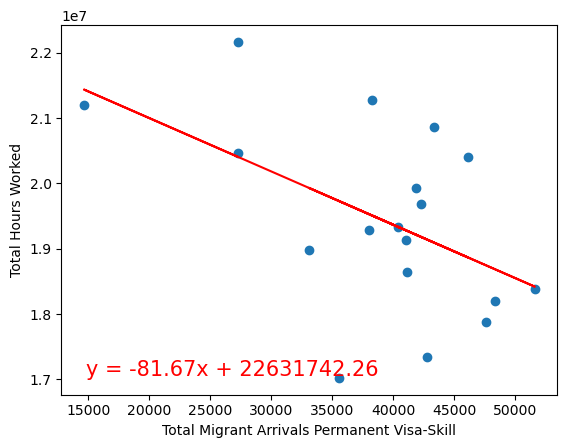 1e7
2.2
2.1
2.0
1.9
1.8
1.7
Total Hours Worked
y = -81.67x + 22631742.26
15000 20000 25000 30000 35000 40000 45000 50000
Total Migrant Arrivals Permanent Visa-Skill